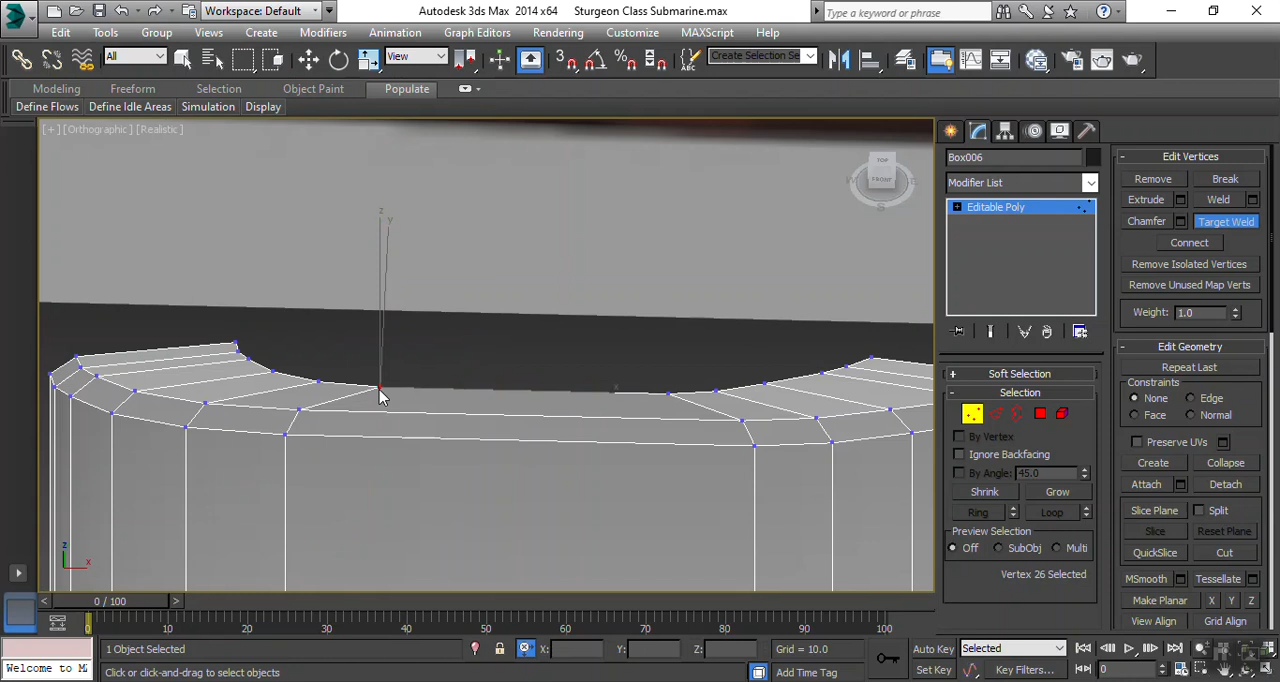 Workspace: Default
Autodesk 3ds Max 2014 x64
Sturgeon Class Submarine.max
Type a keyword or phrase
Edit Tools Group Views Create Modifiers Animation Graph Editors Rendering Customize MAXScript Help
All
View
3
Create Selection Se
Modeling Freeform Selection Object Paint Populate
Define Flows Define Idle Areas Simulation Display
[+] [Orthographic] [Realistic]
TOP
FRONT
S
z
y
x
z
x
Box006
Modifier List
Editable Poly
Soft Selection
Selection
By Vertex
Ignore Backfacing
By Angle: 45.0
Shrink Grow
Ring Loop
Preview Selection
Off SubObj Multi
Vertex 26 Selected
Edit Vertices
Remove Break
Extrude Weld
Chamfer Target Weld
Connect
Remove Isolated Vertices
Remove Unused Map Verts
Weight: 1.0
Edit Geometry
Repeat Last
Constraints
None Edge
Face Normal
Preserve UVs
Create Collapse
Attach Detach
Slice Plane Split
Slice Reset Plane
QuickSlice Cut
MSmooth Tessellate
Make Planar X Y Z
View Align Grid Align
< 0 / 100 >
0 10 20 30 40 50 60 70 80 90 100
1 Object Selected
X: Y: Z:
Grid = 10.0
Auto Key Selected
Welcome to M
Click or click-and-drag to select objects
Add Time Tag
Set Key Key Filters...
0